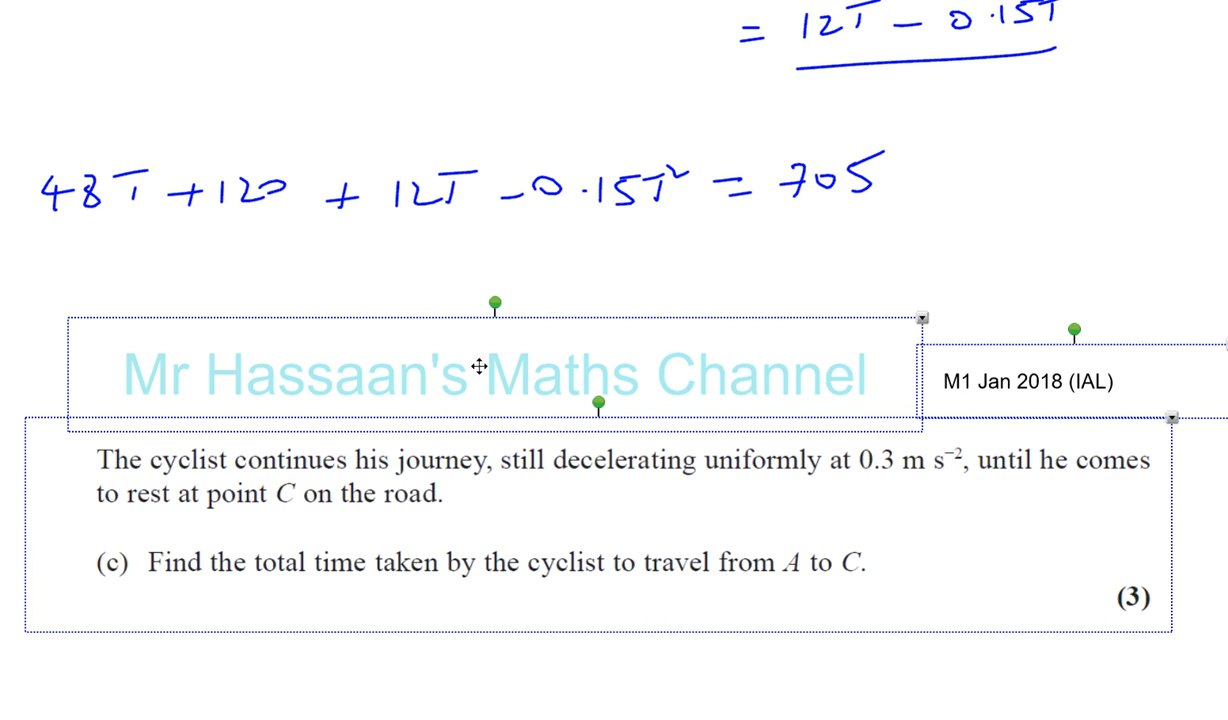 = 12T - 0.15T
48T + 120 + 12T - 0.15T² = 705
Mr Hassaan's Maths Channel
M1 Jan 2018 (IAL)
The cyclist continues his journey, still decelerating uniformly at 0.3 m s⁻², until he comes
to rest at point C on the road.
(c) Find the total time taken by the cyclist to travel from A to C.
(3)